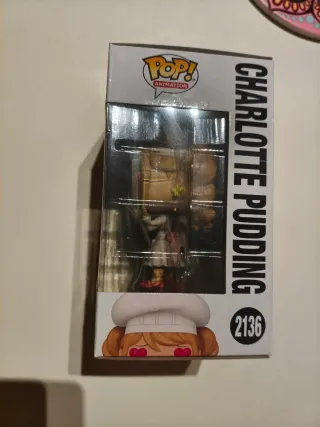 POP!
ANIMATION
CHARLOTTE PUDDING
2136